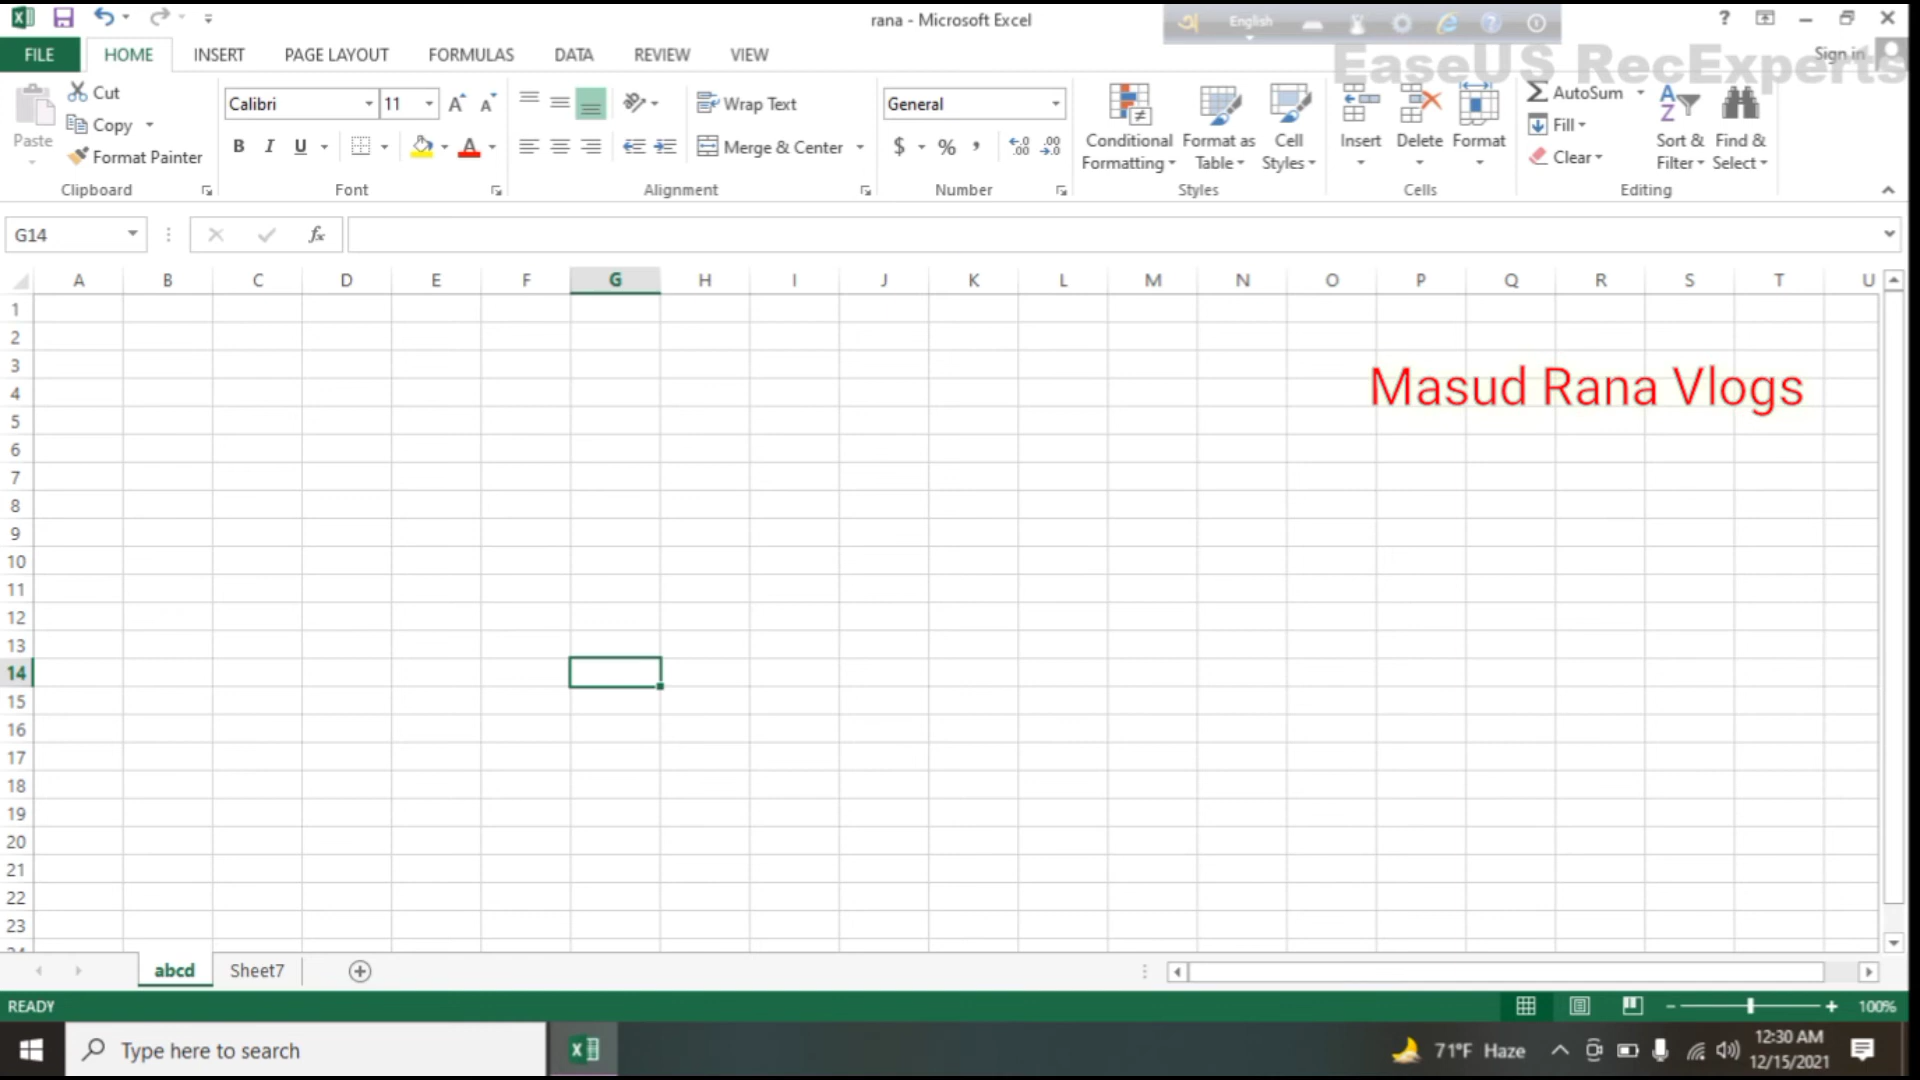 rana - Microsoft Excel
English
EaseUS RecExperts
Sign in
FILE HOME INSERT PAGE LAYOUT FORMULAS DATA REVIEW VIEW
Paste
Cut
Copy
Format Painter
Clipboard
Calibri 11
B I U A
Font
Wrap Text
Merge & Center
Alignment
General
$ % ,
Number
Conditional Formatting
Format as Table
Cell Styles
Styles
Insert
Delete
Format
Cells
AutoSum
Fill
Clear
Sort & Filter
Find & Select
Editing
G14
fx
A B C D E F G H I J K L M N O P Q R S T U
1
2
3
4
5
6
7
8
9
10
11
12
13
14
15
16
17
18
19
20
21
22
23
Masud Rana Vlogs
abcd Sheet7
READY
100%
Type here to search
71°F Haze
12:30 AM
12/15/2021